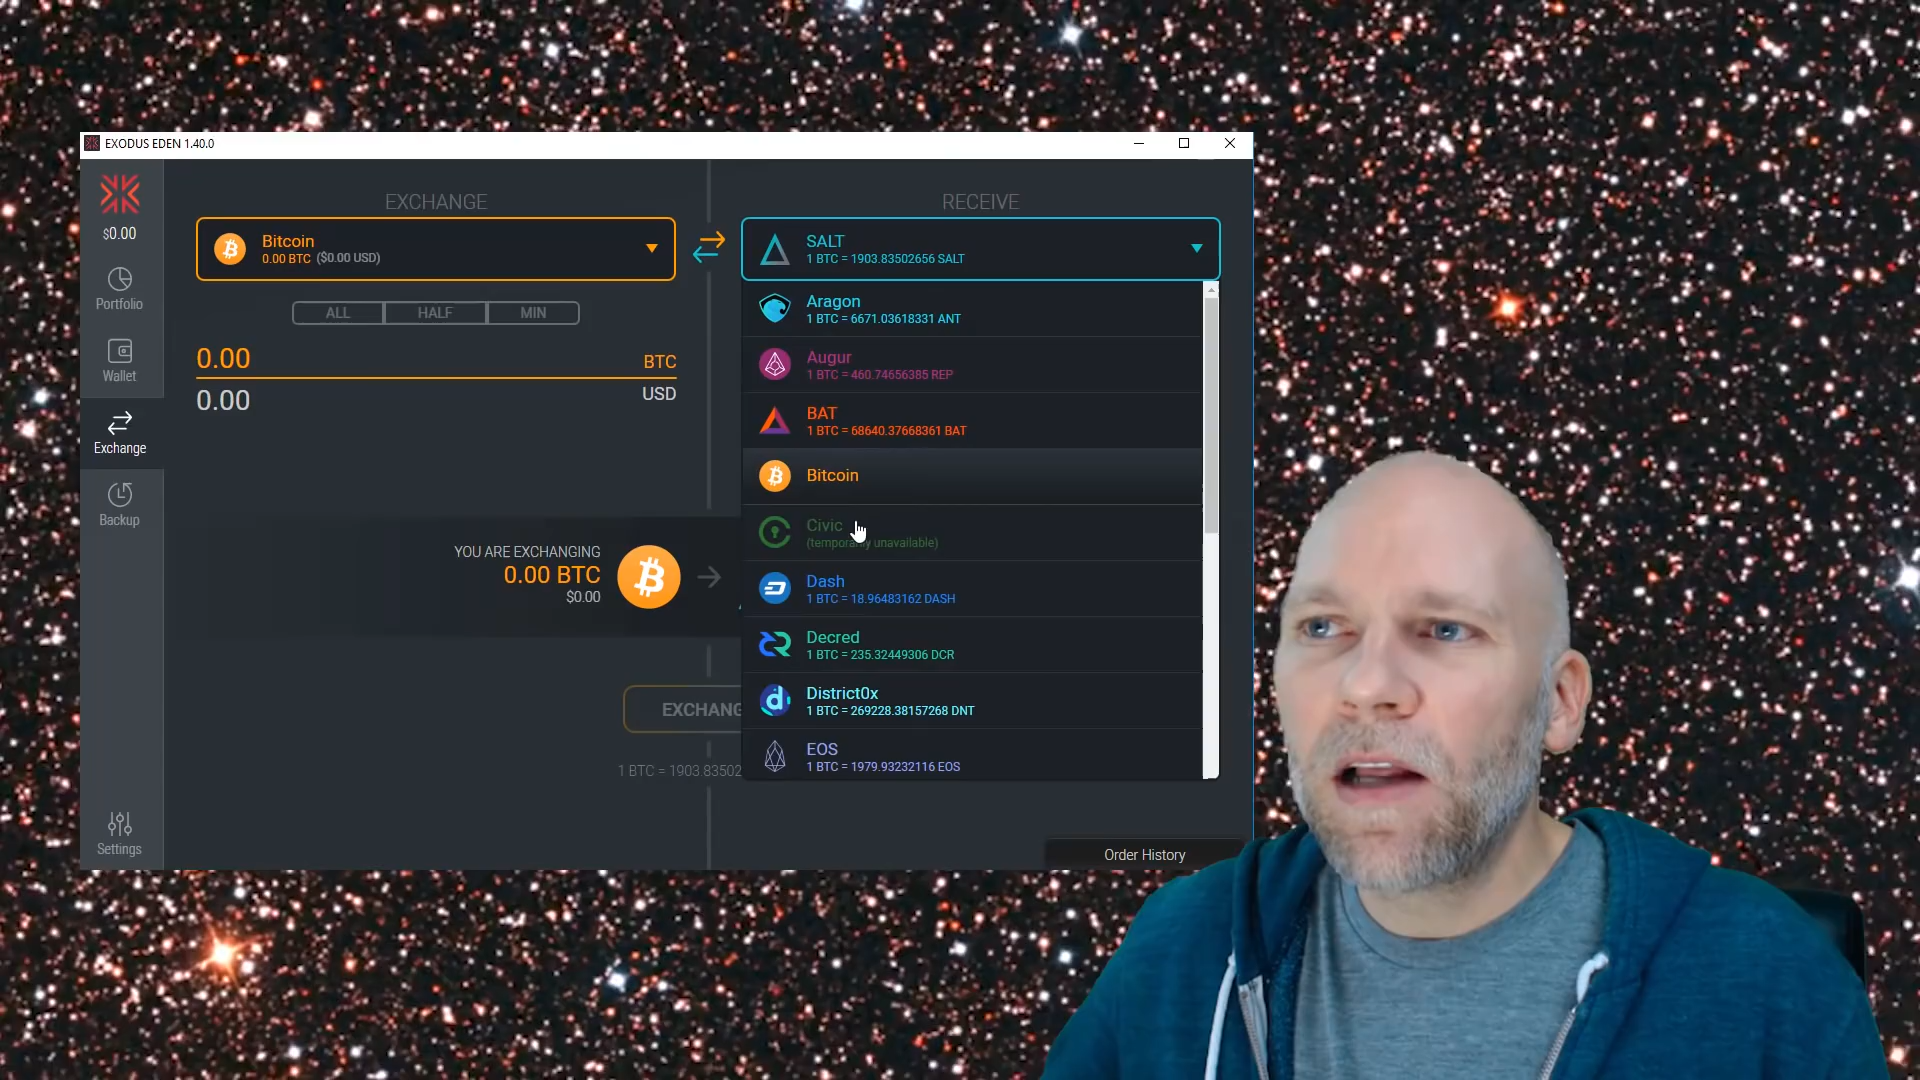 EXODUS EDEN 1.40.0
$0.00
Portfolio
Wallet
Exchange
Backup
Settings
EXCHANGE
Bitcoin
0.00 BTC ($0.00 USD)
ALL
HALF
MIN
0.00 BTC
0.00 USD
YOU ARE EXCHANGING
0.00 BTC
$0.00
EXCHANG
1 BTC = 1903.83502
RECEIVE
SALT
1 BTC = 1903.83502656 SALT
Aragon
1 BTC = 6671.03618331 ANT
Augur
1 BTC = 460.74656385 REP
BAT
1 BTC = 68640.37668361 BAT
Bitcoin
Civic
(temporarily unavailable)
Dash
1 BTC = 18.96483162 DASH
Decred
1 BTC = 235.32449306 DCR
District0x
1 BTC = 269228.38157268 DNT
EOS
1 BTC = 1979.93232116 EOS
Order History